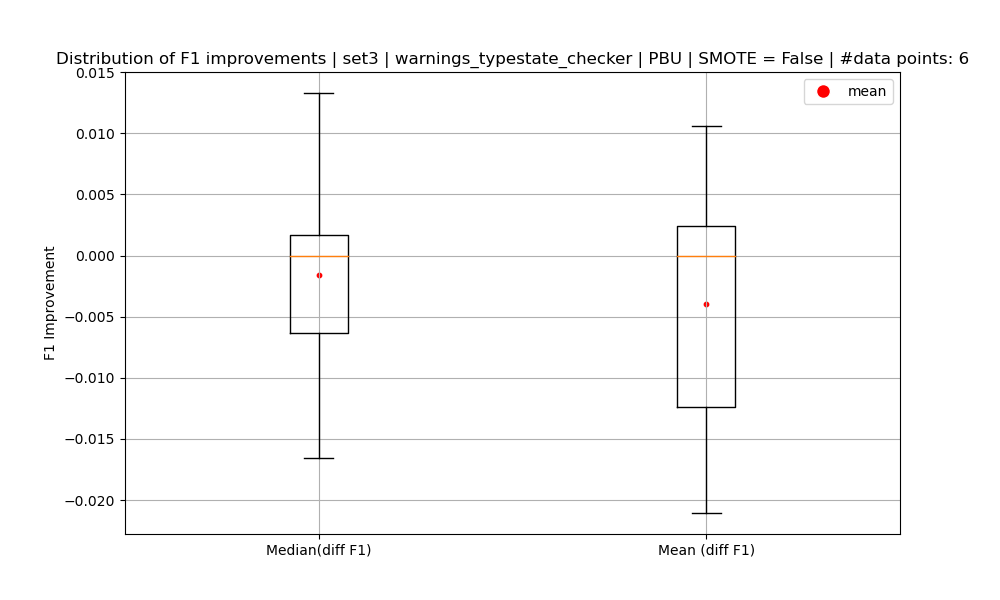 Distribution of F1 improvements | set3 | warnings_typestate_checker | PBU | SMOTE = False | #data points: 6
mean
0.015
0.010
0.005
0.000
−0.005
−0.010
−0.015
−0.020
F1 Improvement
Median(diff F1)
Mean (diff F1)